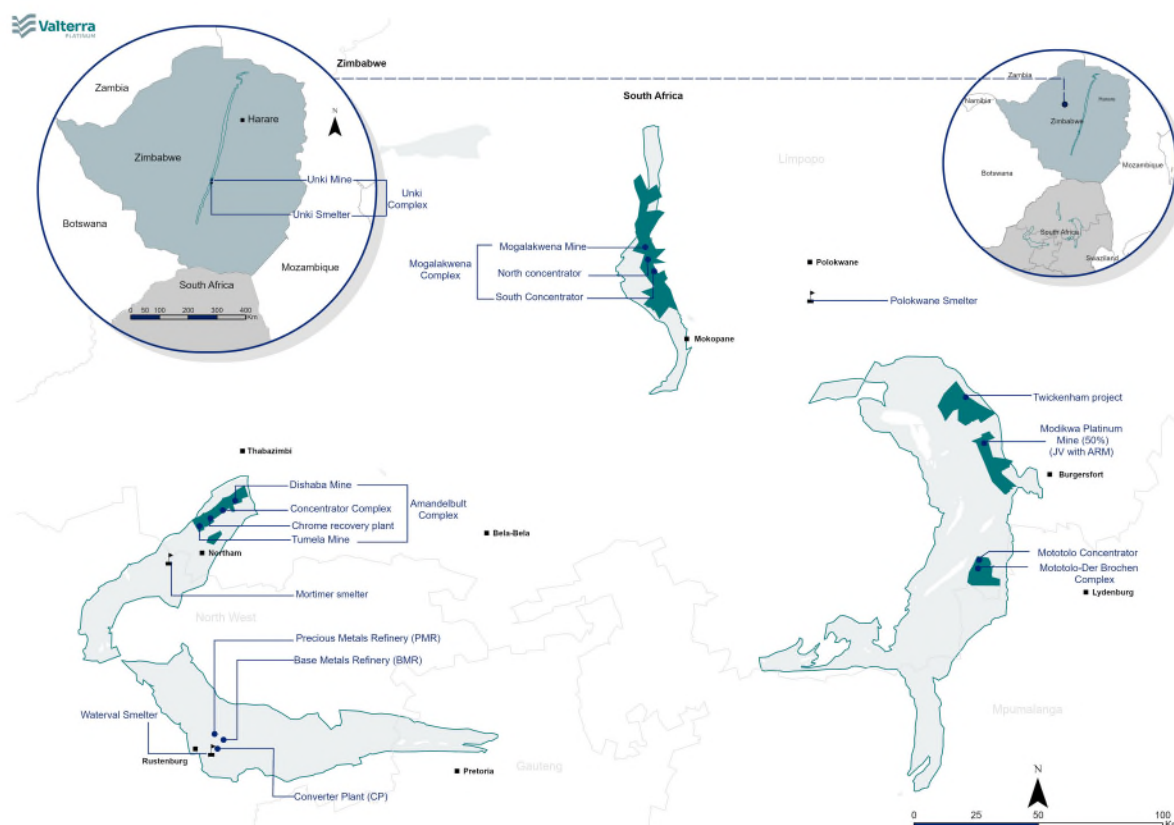 Valterra
PLATINUM
Zimbabwe
South Africa
Zambia
Harare
N
Zimbabwe
Unki Mine
Unki Smelter
Unki
Complex
Botswana
Mozambique
South Africa
0 50 100 200 300 400
Km
Zambia
Namibia
Harare
Zimbabwe
Botswana
Mozambique
South Africa
Swaziland
Limpopo
Mogalakwena
Complex
Mogalakwena Mine
North concentrator
South Concentrator
Polokwane
Polokwane Smelter
Mokopane
Twickenham project
Modikwa Platinum
Mine (50%)
(JV with ARM)
Burgersfort
Mototolo Concentrator
Mototolo-Der Brochen
Complex
Lydenburg
Thabazimbi
Dishaba Mine
Concentrator Complex
Chrome recovery plant
Tumela Mine
Amandelbult
Complex
Bela-Bela
Northam
Mortimer smelter
North West
Precious Metals Refinery (PMR)
Base Metals Refinery (BMR)
Waterval Smelter
Rustenburg
Pretoria
Gauteng
Converter Plant (CP)
Mpumalanga
N
0 25 50 100